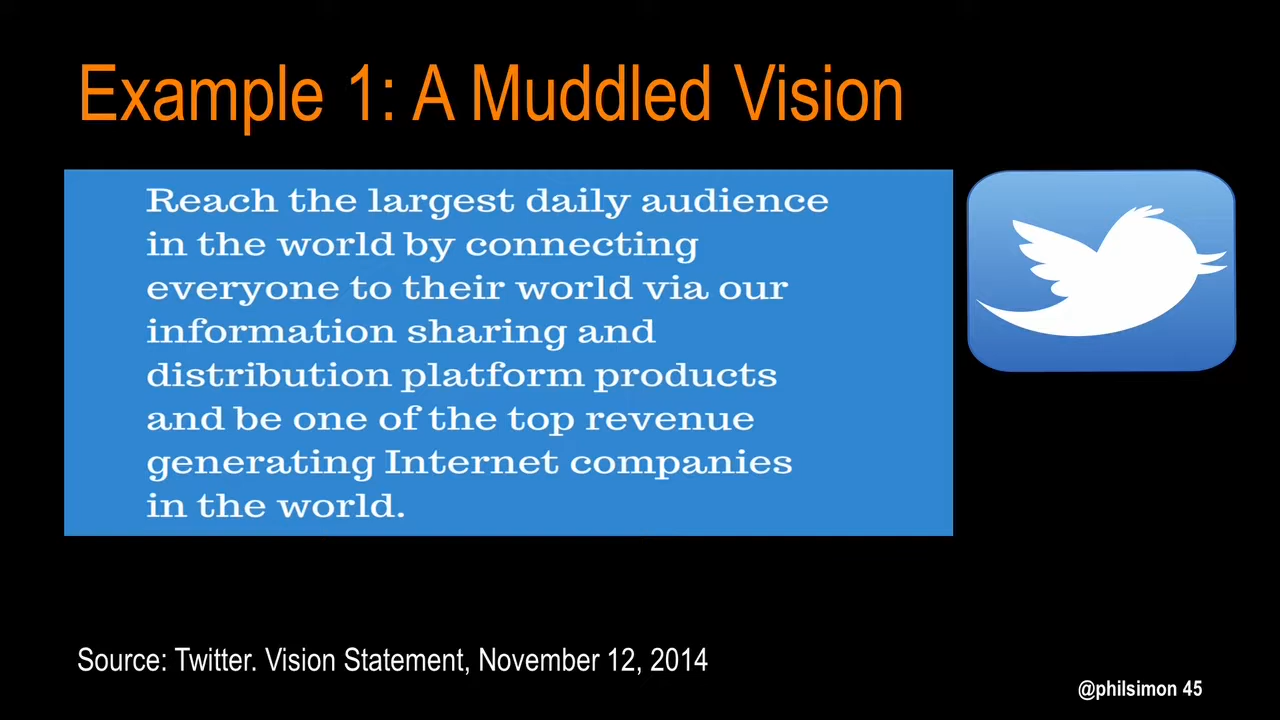 Example 1: A Muddled Vision
Reach the largest daily audience
in the world by connecting
everyone to their world via our
information sharing and
distribution platform products
and be one of the top revenue
generating Internet companies
in the world.
Source: Twitter. Vision Statement, November 12, 2014
@philsimon 45